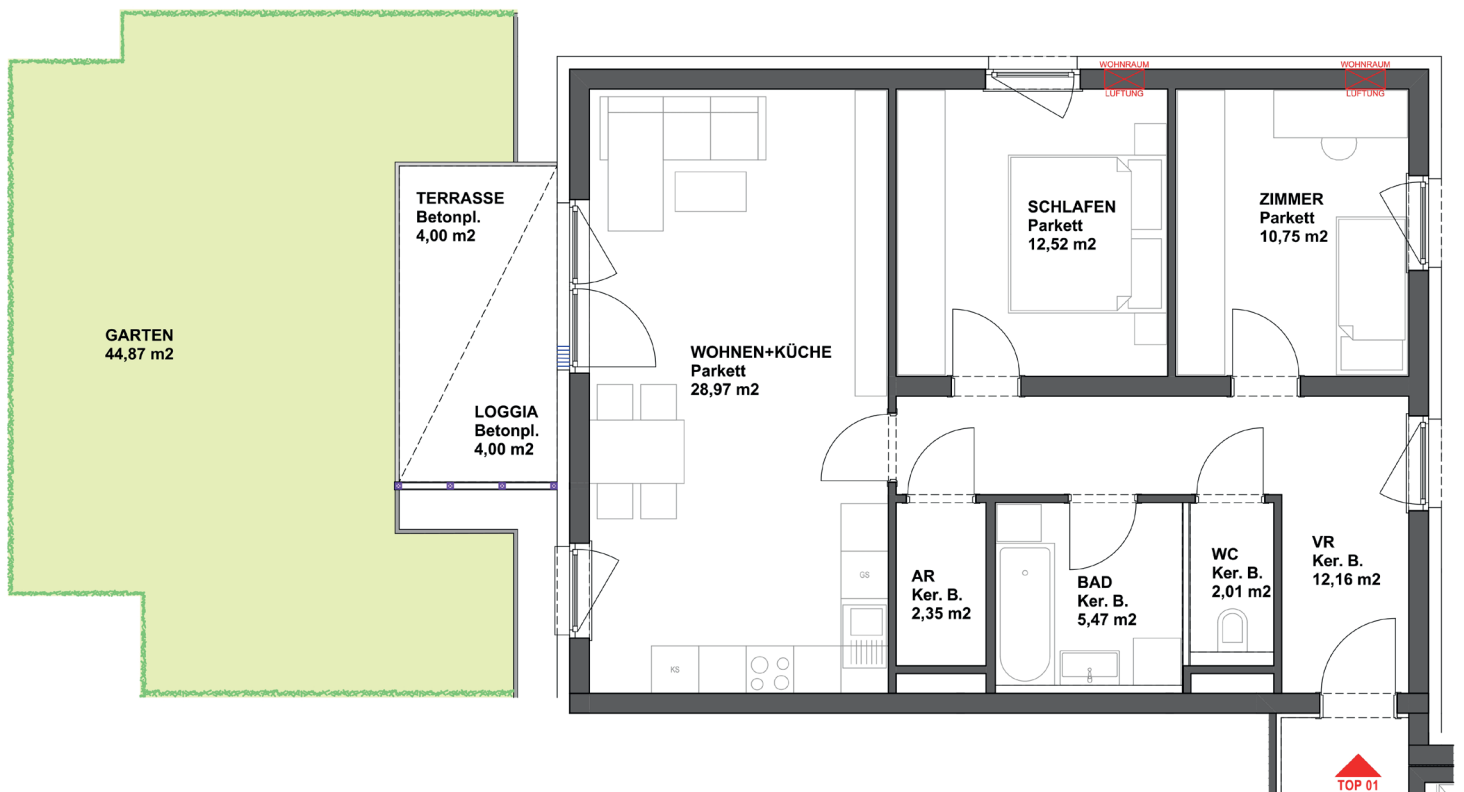 WOHNRAUM
LÜFTUNG
WOHNRAUM
LÜFTUNG
TERRASSE
Betonpl.
4,00 m2
SCHLAFEN
Parkett
12,52 m2
ZIMMER
Parkett
10,75 m2
GARTEN
44,87 m2
WOHNEN+KÜCHE
Parkett
28,97 m2
LOGGIA
Betonpl.
4,00 m2
GS
AR
Ker. B.
2,35 m2
BAD
Ker. B.
5,47 m2
WC
Ker. B.
2,01 m2
VR
Ker. B.
12,16 m2
KS
TOP 01